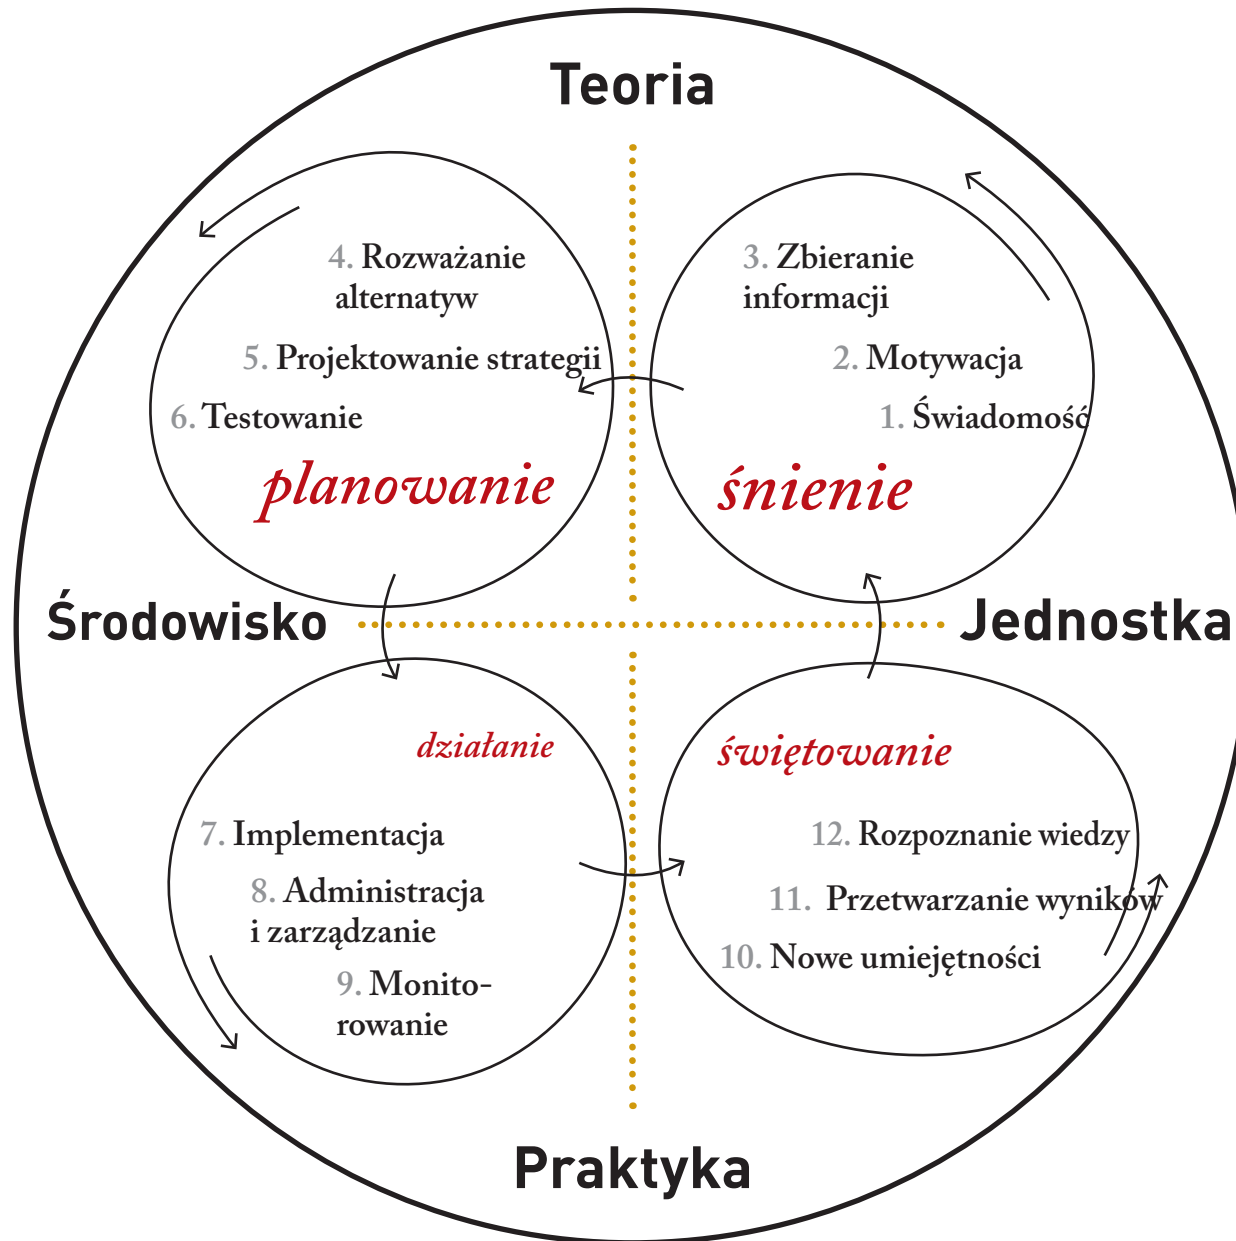 Teoria
4. Rozważanie
alternatyw
5. Projektowanie strategii
6. Testowanie
planowanie
3. Zbieranie
informacji
2. Motywacja
1. Świadomość
śnienie
Środowisko
Jednostka
działanie
7. Implementacja
8. Administracja
i zarządzanie
9. Monito-
rowanie
świętowanie
12. Rozpoznanie wiedzy
11. Przetwarzanie wyników
10. Nowe umiejętności
Praktyka